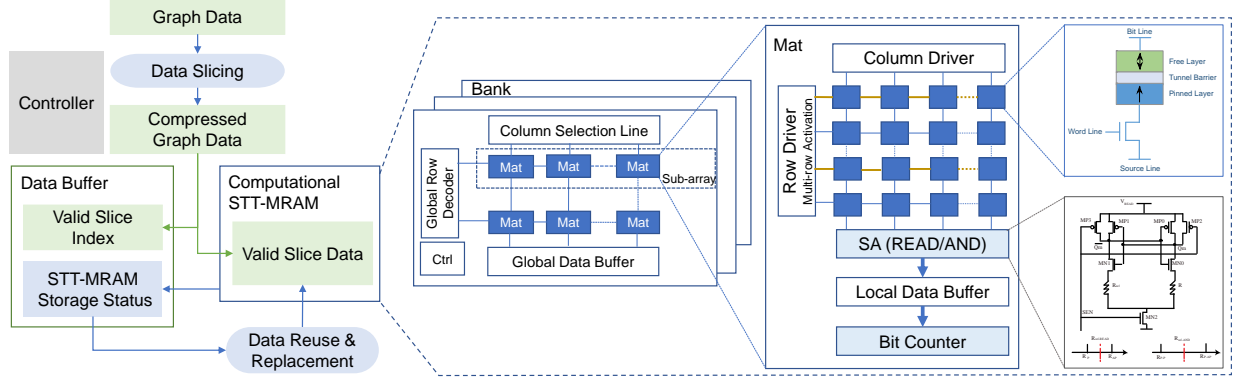 Graph Data
Data Slicing
Controller
Compressed
Graph Data
Data Buffer
Valid Slice
Index
STT-MRAM
Storage Status
Computational
STT-MRAM
Valid Slice Data
Data Reuse &
Replacement
Bank
Column Selection Line
Global Row
Decoder
Mat Mat Mat
Sub-array
Mat Mat Mat
Ctrl
Global Data Buffer
Mat
Column Driver
Row Driver
Multi-row Activation
SA (READ/AND)
Local Data Buffer
Bit Counter
Bit Line
Free Layer
Tunnel Barrier
Pinned Layer
Word Line
Source Line
MP3 MP1 MP0 MP2
MN1 MN0
R
SEN
MN2